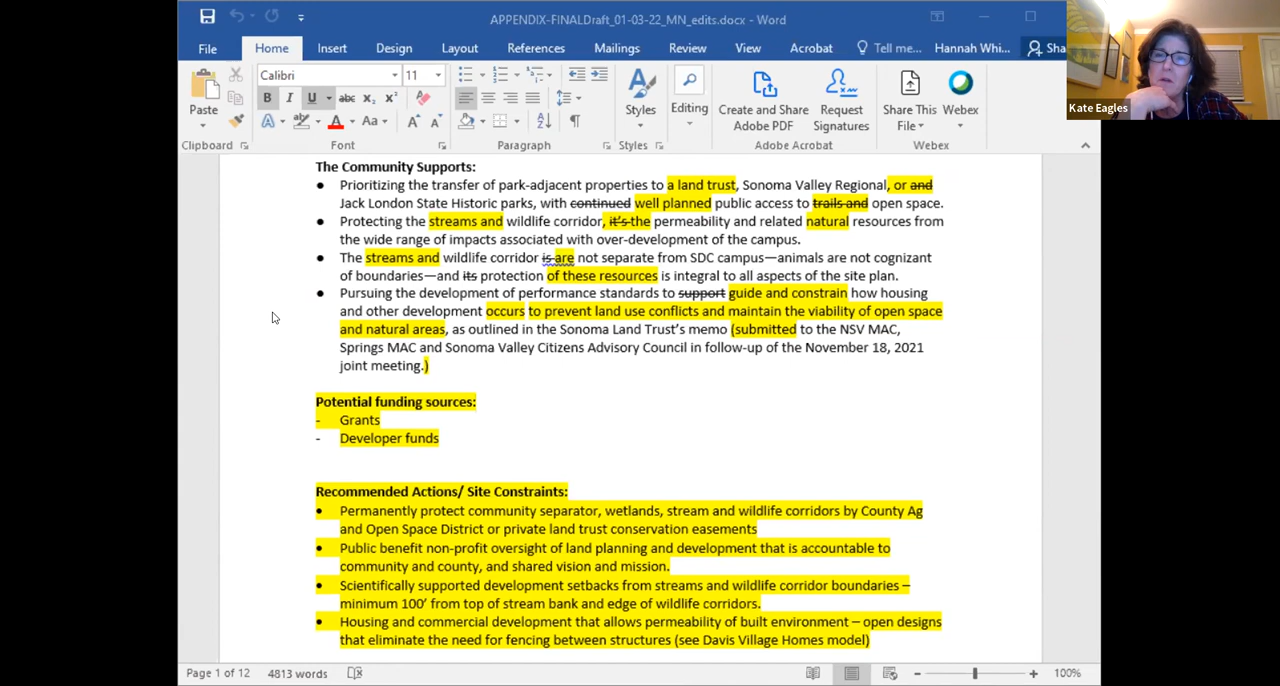 APPENDIX-FINALDraft_01-03-22_MN_edits.docx - Word
File Home Insert Design Layout References Mailings Review View Acrobat Tell me... Hannah Whi... Sha
Kate Eagles
Calibri 11
Paste
B I U abc X₂ X² Aa
Styles
Editing
Create and Share Adobe PDF
Request Signatures
Share This File
Webex
Clipboard Font Paragraph Styles Adobe Acrobat Webex
The Community Supports:
● Prioritizing the transfer of park-adjacent properties to a land trust, Sonoma Valley Regional, or and
Jack London State Historic parks, with continued well planned public access to trails and open space.
● Protecting the streams and wildlife corridor, it's the permeability and related natural resources from
the wide range of impacts associated with over-development of the campus.
● The streams and wildlife corridor is are not separate from SDC campus—animals are not cognizant
of boundaries—and its protection of these resources is integral to all aspects of the site plan.
● Pursuing the development of performance standards to support guide and constrain how housing
and other development occurs to prevent land use conflicts and maintain the viability of open space
and natural areas, as outlined in the Sonoma Land Trust's memo (submitted to the NSV MAC,
Springs MAC and Sonoma Valley Citizens Advisory Council in follow-up of the November 18, 2021
joint meeting.)
Potential funding sources:
- Grants
- Developer funds
Recommended Actions/ Site Constraints:
• Permanently protect community separator, wetlands, stream and wildlife corridors by County Ag
and Open Space District or private land trust conservation easements
• Public benefit non-profit oversight of land planning and development that is accountable to
community and county, and shared vision and mission.
• Scientifically supported development setbacks from streams and wildlife corridor boundaries –
minimum 100' from top of stream bank and edge of wildlife corridors.
• Housing and commercial development that allows permeability of built environment – open designs
that eliminate the need for fencing between structures (see Davis Village Homes model)
Page 1 of 12 4813 words 100%